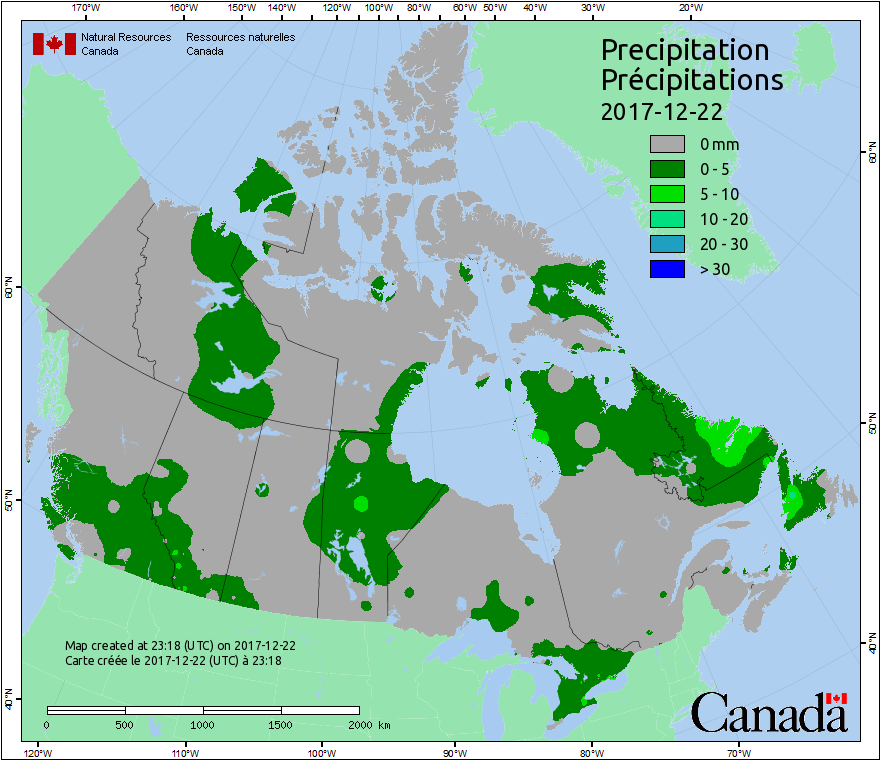 170°W 160°W 150°W 140°W 130°W 120°W 110°W 100°W 90°W 80°W 60°W 50°W 40°W 30°W 20°W
Natural Resources Canada
Ressources naturelles Canada
Precipitation
Précipitations
2017-12-22
0 mm
0 - 5
5 - 10
10 - 20
20 - 30
> 30
60°N
60°N
50°N
50°N
40°N
40°N
Map created at 23:18 (UTC) on 2017-12-22
Carte créée le 2017-12-22 (UTC) à 23:18
0 500 1000 1500 2000 km
Canada
120°W 110°W 100°W 90°W 80°W 70°W